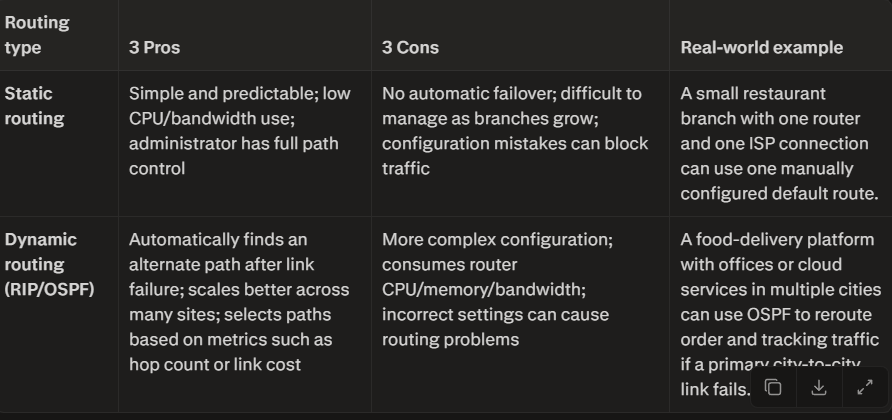 Routing
type
3 Pros
3 Cons
Real-world example
Static
routing
Simple and predictable; low
CPU/bandwidth use;
administrator has full path
control
No automatic failover; difficult to
manage as branches grow;
configuration mistakes can block
traffic
A small restaurant
branch with one router
and one ISP connection
can use one manually
configured default route.
Dynamic
routing
(RIP/OSPF)
Automatically finds an
alternate path after link
failure; scales better across
many sites; selects paths
based on metrics such as
hop count or link cost
More complex configuration;
consumes router
CPU/memory/bandwidth;
incorrect settings can cause
routing problems
A food-delivery platform
with offices or cloud
services in multiple cities
can use OSPF to reroute
order and tracking traffic
if a primary city-to-city
link fails.